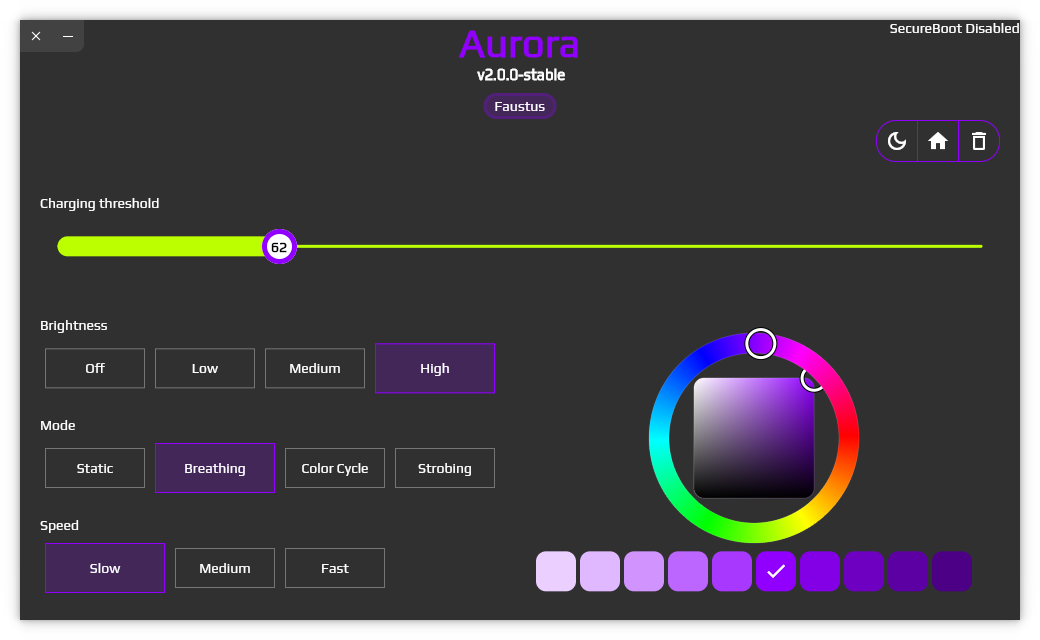 SecureBoot Disabled
Aurora
v2.0.0-stable
Faustus
Charging threshold
62
Brightness
Off Low Medium High
Mode
Static Breathing Color Cycle Strobing
Speed
Slow Medium Fast